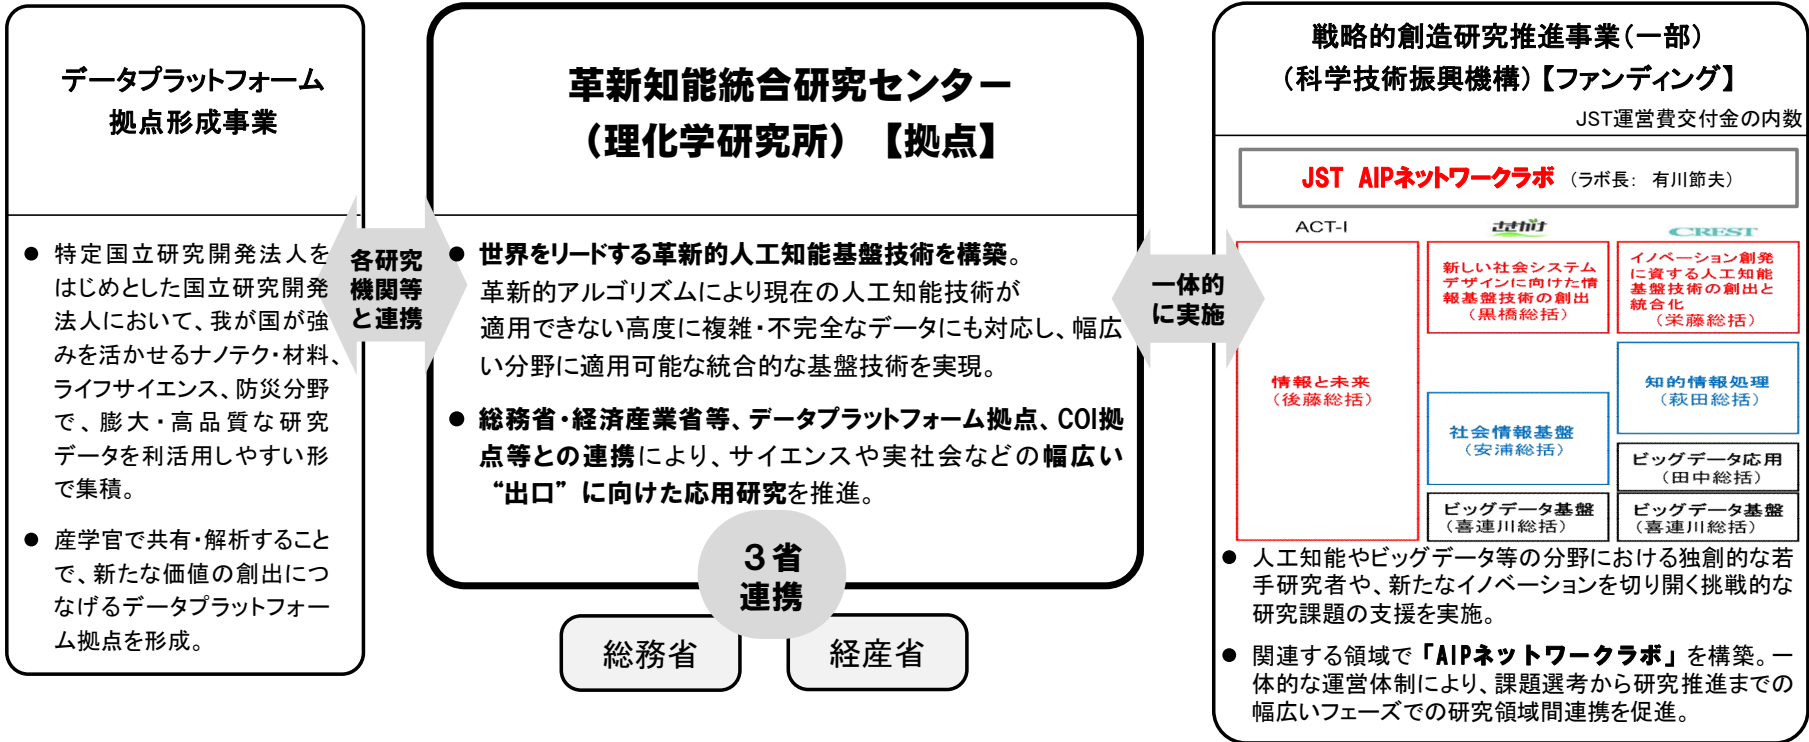 データプラットフォーム
拠点形成事業
● 特定国立研究開発法人を
はじめとした国立研究開発
法人において、我が国が強
みを活かせるナノテク・材料、
ライフサイエンス、防災分野
で、膨大・高品質な研究
データを利活用しやすい形
で集積。
● 産学官で共有・解析すること
で、新たな価値の創出につ
なげるデータプラットフォー
ム拠点を形成。
各研究
機関等
と連携
革新知能統合研究センター
（理化学研究所）【拠点】
● 世界をリードする革新的人工知能基盤技術を構築。
革新的アルゴリズムにより現在の人工知能技術が
適用できない高度に複雑・不完全なデータにも対応し、幅広
い分野に適用可能な統合的な基盤技術を実現。
● 総務省・経済産業省等、データプラットフォーム拠点、COI拠
点等との連携により、サイエンスや実社会などの幅広い
“出口”に向けた応用研究を推進。
３省
連携
総務省
経産省
一体的
に実施
戦略的創造研究推進事業（一部）
（科学技術振興機構）【ファンディング】
JST運営費交付金の内数
JST AIPネットワークラボ （ラボ長： 有川節夫）
ACT-I
さきがけ
CREST
情報と未来
（後藤総括）
新しい社会システム
デザインに向けた情
報基盤技術の創出
（黒橋総括）
社会情報基盤
（安浦総括）
ビッグデータ基盤
（喜連川総括）
イノベーション創発
に資する人工知能
基盤技術の創出と
統合化
（栄藤総括）
知的情報処理
（萩田総括）
ビッグデータ応用
（田中総括）
ビッグデータ基盤
（喜連川総括）
● 人工知能やビッグデータ等の分野における独創的な若
手研究者や、新たなイノベーションを切り開く挑戦的な
研究課題の支援を実施。
● 関連する領域で「AIPネットワークラボ」を構築。一
体的な運営体制により、課題選考から研究推進までの
幅広いフェーズでの研究領域間連携を促進。